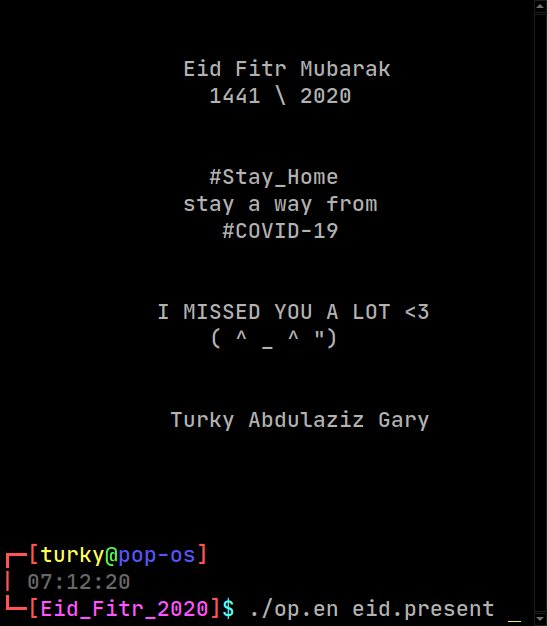 Eid Fitr Mubarak
1441 \ 2020
#Stay_Home
stay a way from
#COVID-19
I MISSED YOU A LOT <3
( ^ _ ^ ")
Turky Abdulaziz Gary
[turky@pop-os]
07:12:20
[Eid_Fitr_2020]$ ./op.en eid.present _